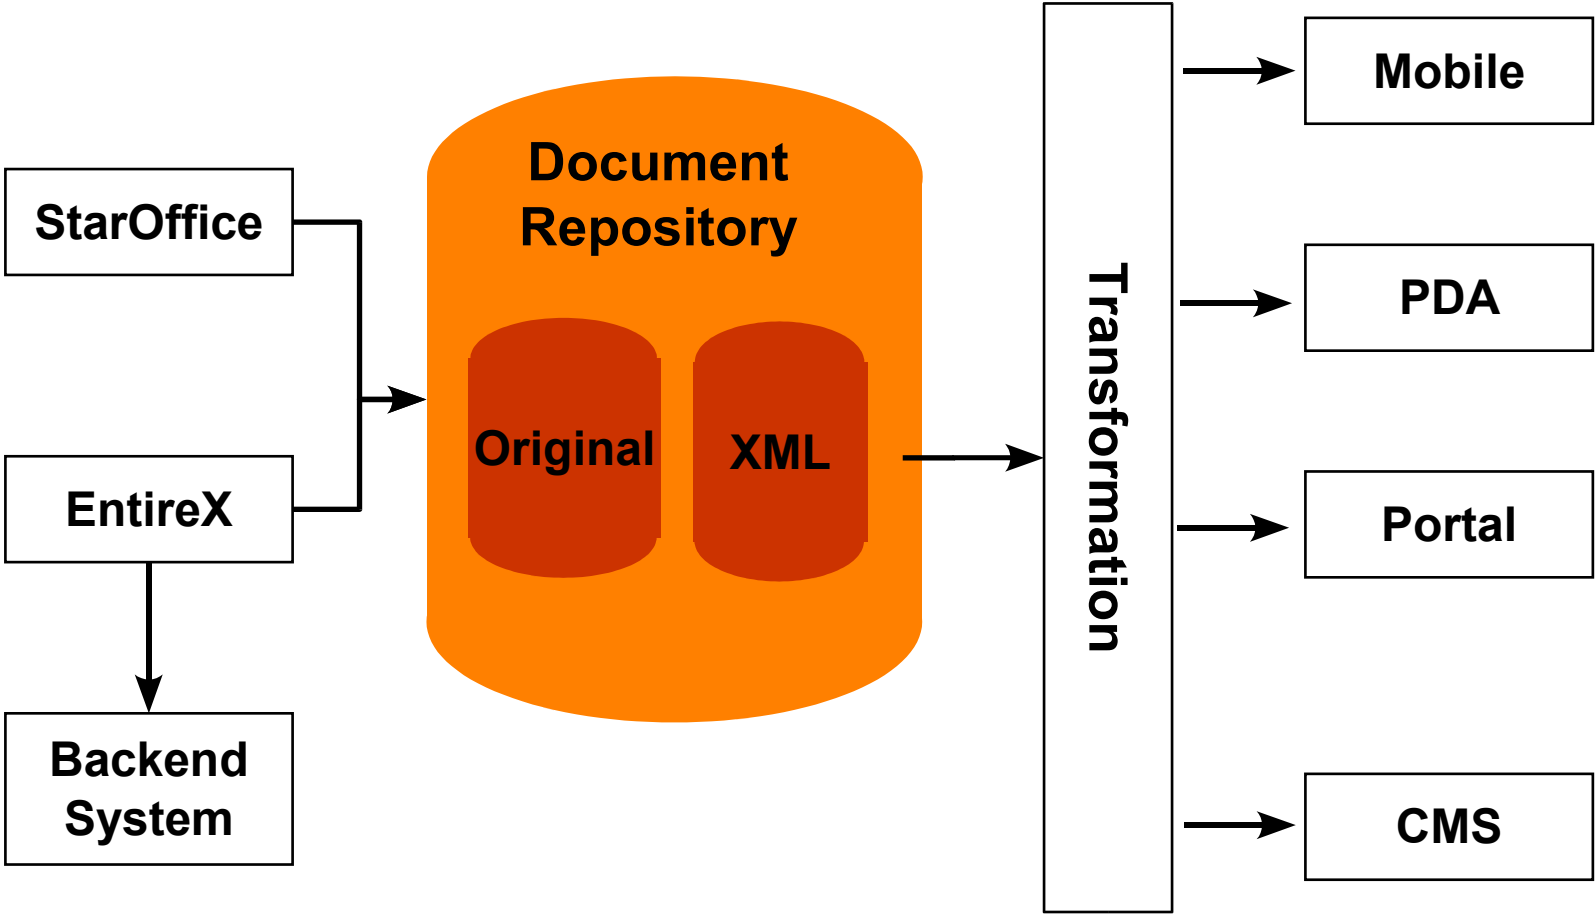 StarOffice
EntireX
Backend
System
Document
Repository
Original
XML
Transformation
Mobile
PDA
Portal
CMS